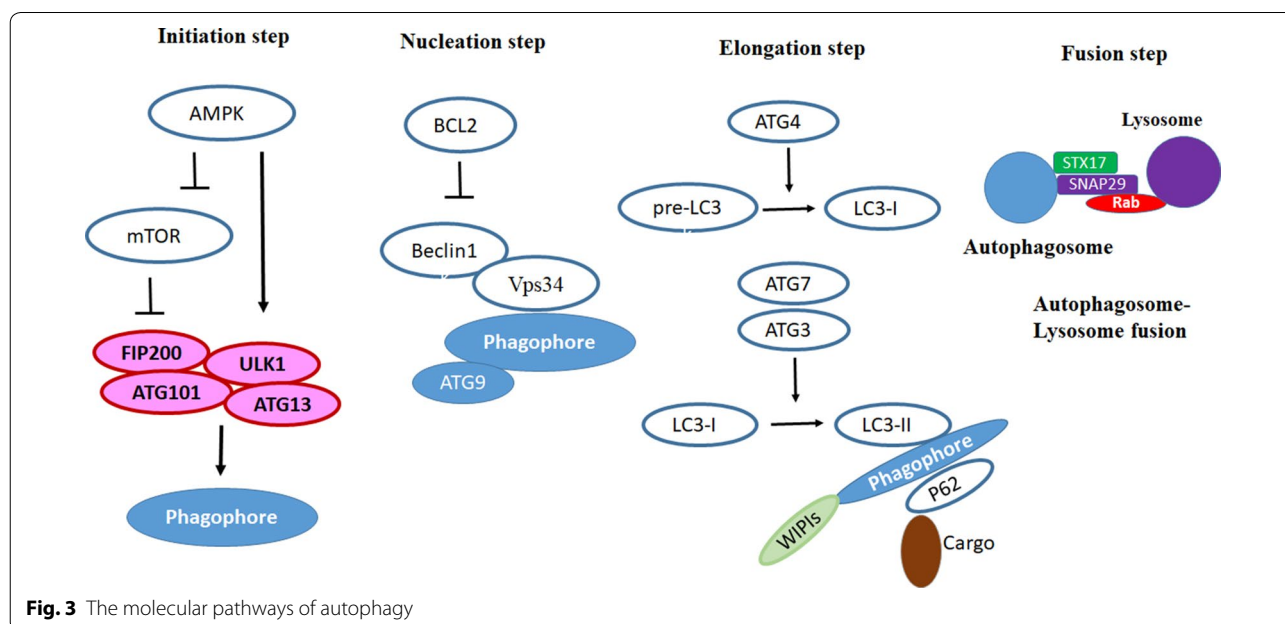 Initiation step
AMPK
mTOR
FIP200
ULK1
ATG101
ATG13
Phagophore
Nucleation step
BCL2
Beclin1
Vps34
Phagophore
ATG9
Elongation step
ATG4
pre-LC3
LC3-I
ATG7
ATG3
LC3-I
LC3-II
Phagophore
P62
WIPIs
Cargo
Fusion step
Lysosome
STX17
SNAP29
Rab
Autophagosome
Autophagosome-
Lysosome fusion
Fig. 3 The molecular pathways of autophagy